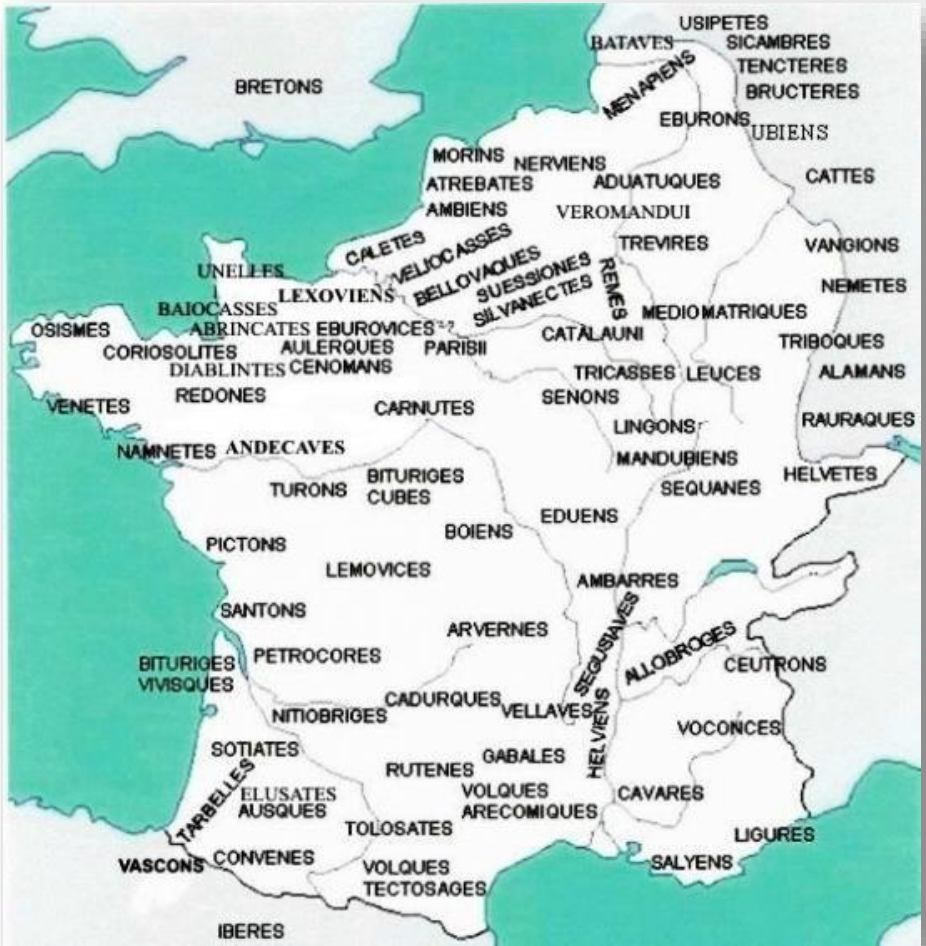 USIPETES
BATAVES
SICAMBRES
TENCTERES
BRETONS
MENAPIENS
BRUCTERES
EBURONS
UBIENS
MORINS
NERVIENS
CATTES
ATREBATES
ADUATUQUES
AMBIENS
VEROMANDUI
CALETES
VELIOCASSES
TREVIRES
VANGIONS
BELLOVAQUES
UNELLES
SUESSIONES
REMES
NEMETES
LEXOVIENS
SILVANECTES
BAIOCASSES
MEDIOMATRIQUES
OSISMES
ABRINCATES
EBUROVICES
CATALAUNI
TRIBOQUES
CORIOSOLITES
AULERQUES
PARISII
DIABLINTES
CENOMANS
TRICASSES
LEUCES
ALAMANS
REDONES
SENONS
VENETES
CARNUTES
RAURAQUES
LINGONS
NAMNETES
ANDECAVES
MANDUBIENS
HELVETES
TURONS
BITURIGES
CUBES
SEQUANES
EDUENS
BOIENS
PICTONS
LEMOVICES
AMBARRES
SANTONS
SEGUSIAVES
ARVERNES
ALLOBROGES
PETROCORES
CEUTRONS
BITURIGES
VIVISQUES
CADURQUES
VELLAVES
NITIOBRIGES
HELVIENS
VOCONCES
SOTIATES
GABALES
RUTENES
TARBELLES
ELUSATES
AUSQUES
VOLQUES
ARECOMIQUES
CAVARES
TOLOSATES
LIGURES
VASCONS
CONVENES
SALYENS
VOLQUES
TECTOSAGES
IBERES